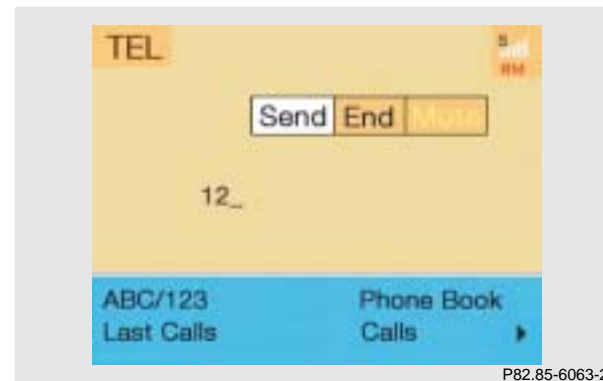 TEL
S
RM
Send End Mute
12_
ABC/123 Phone Book
Last Calls Calls
P82.85-6063-2